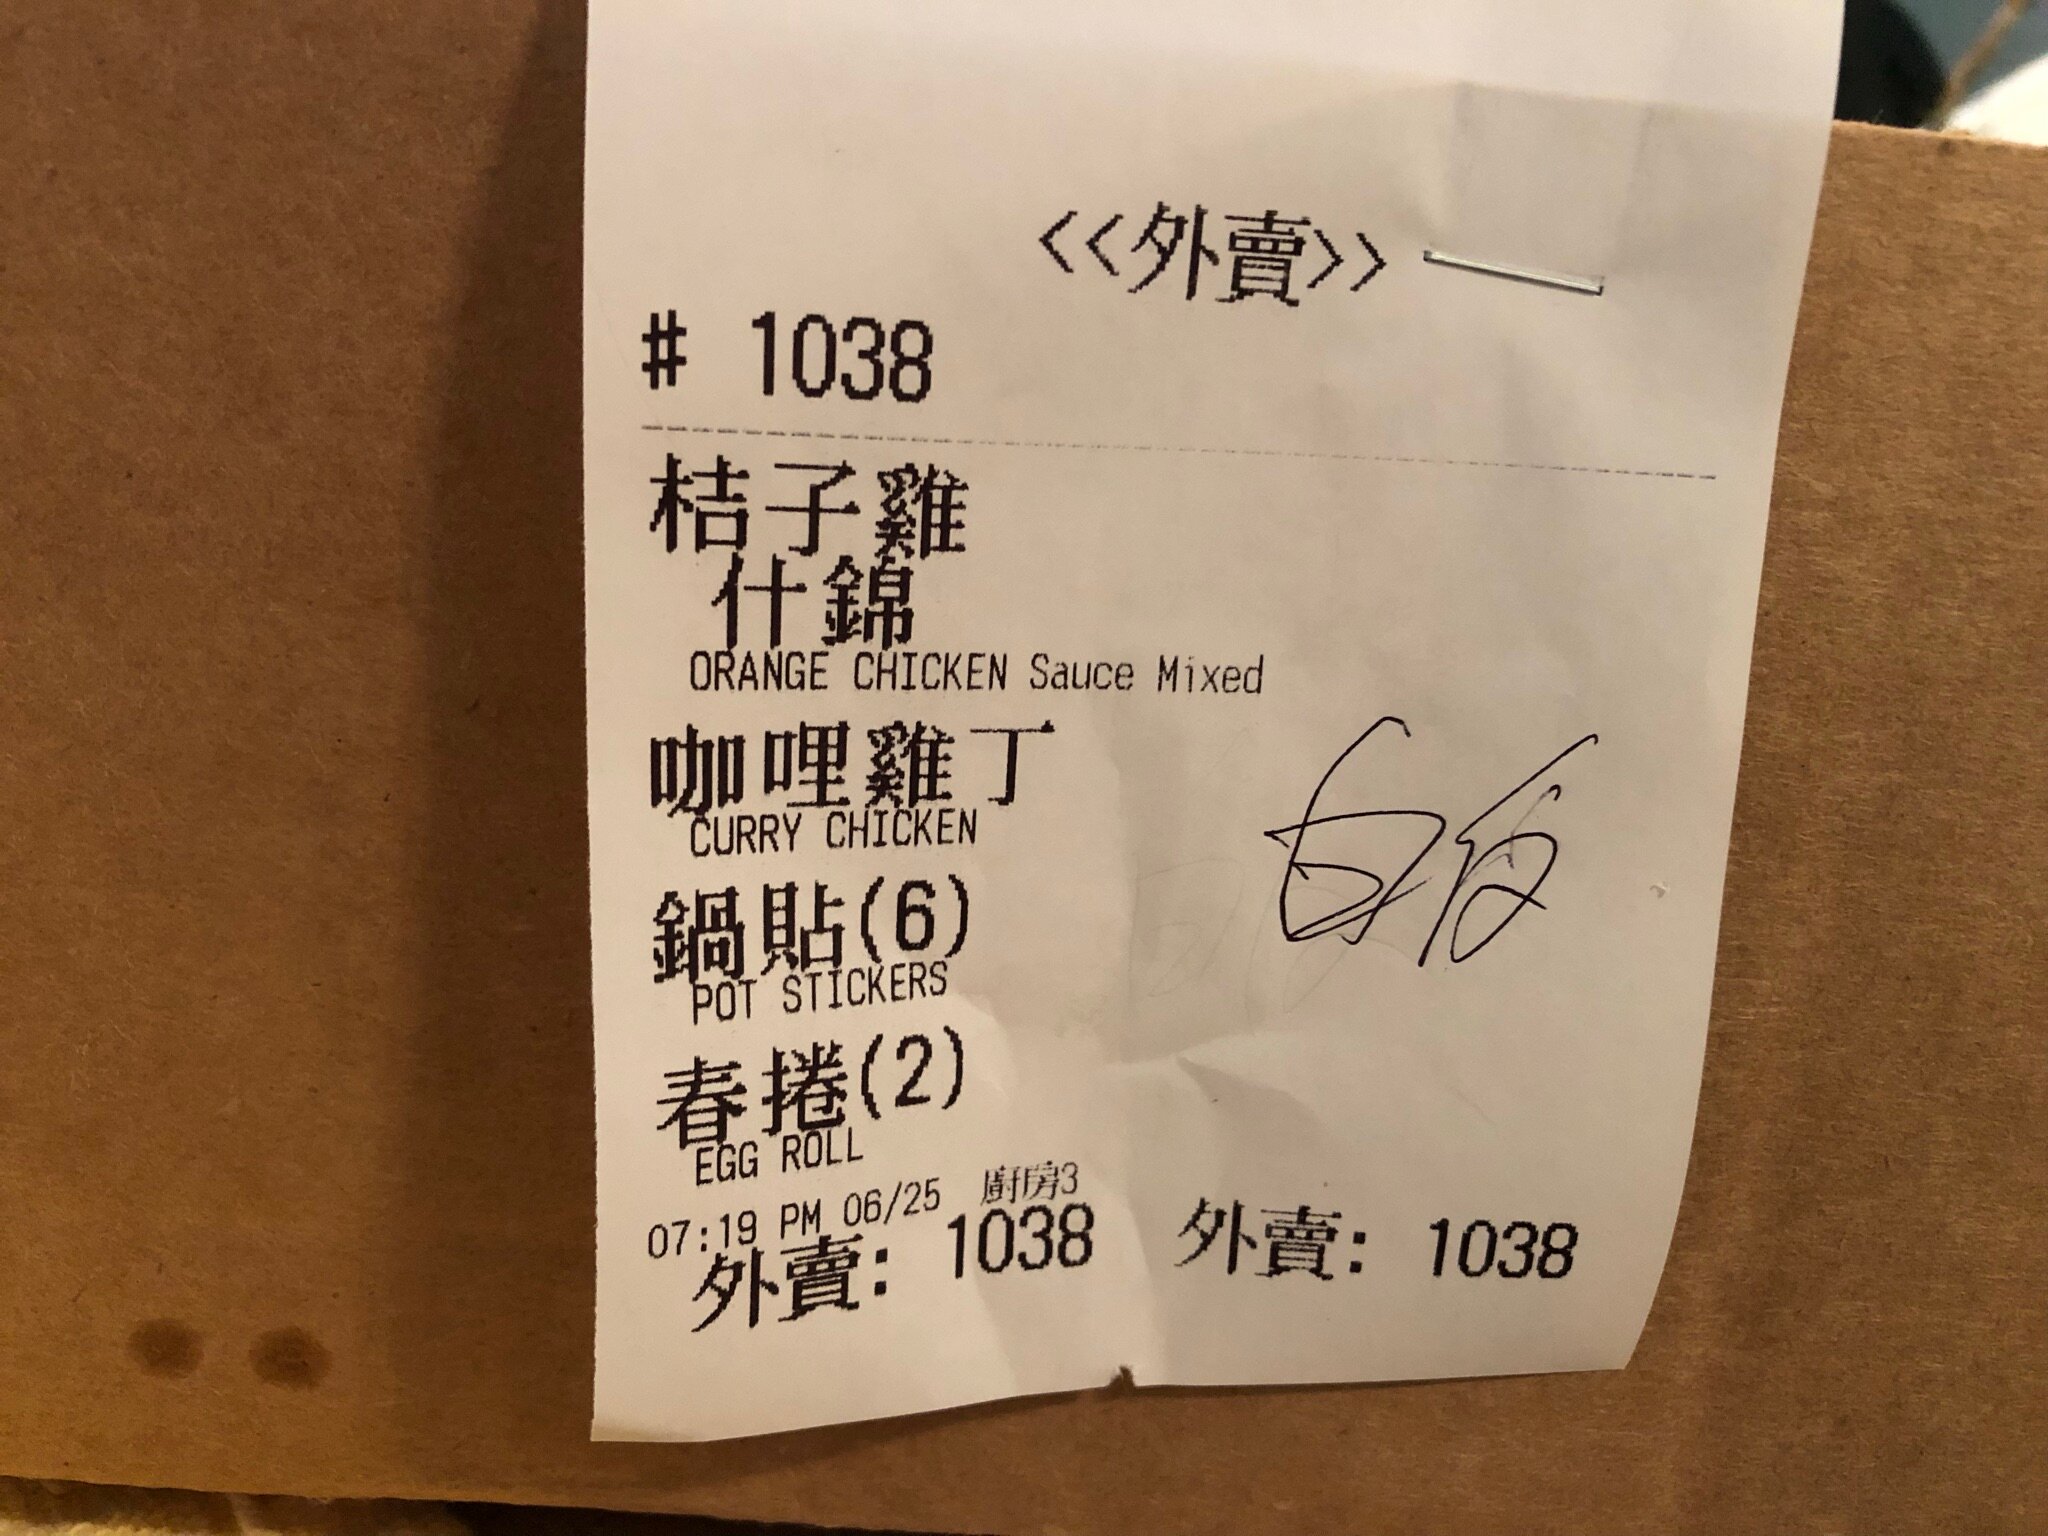 <<外賣>>
# 1038
桔子雞
什錦
ORANGE CHICKEN Sauce Mixed
咖哩雞丁
CURRY CHICKEN
鍋貼(6)
POT STICKERS
春捲(2)
EGG ROLL
07:19 PM 06/25 廚房3
外賣: 1038 外賣: 1038